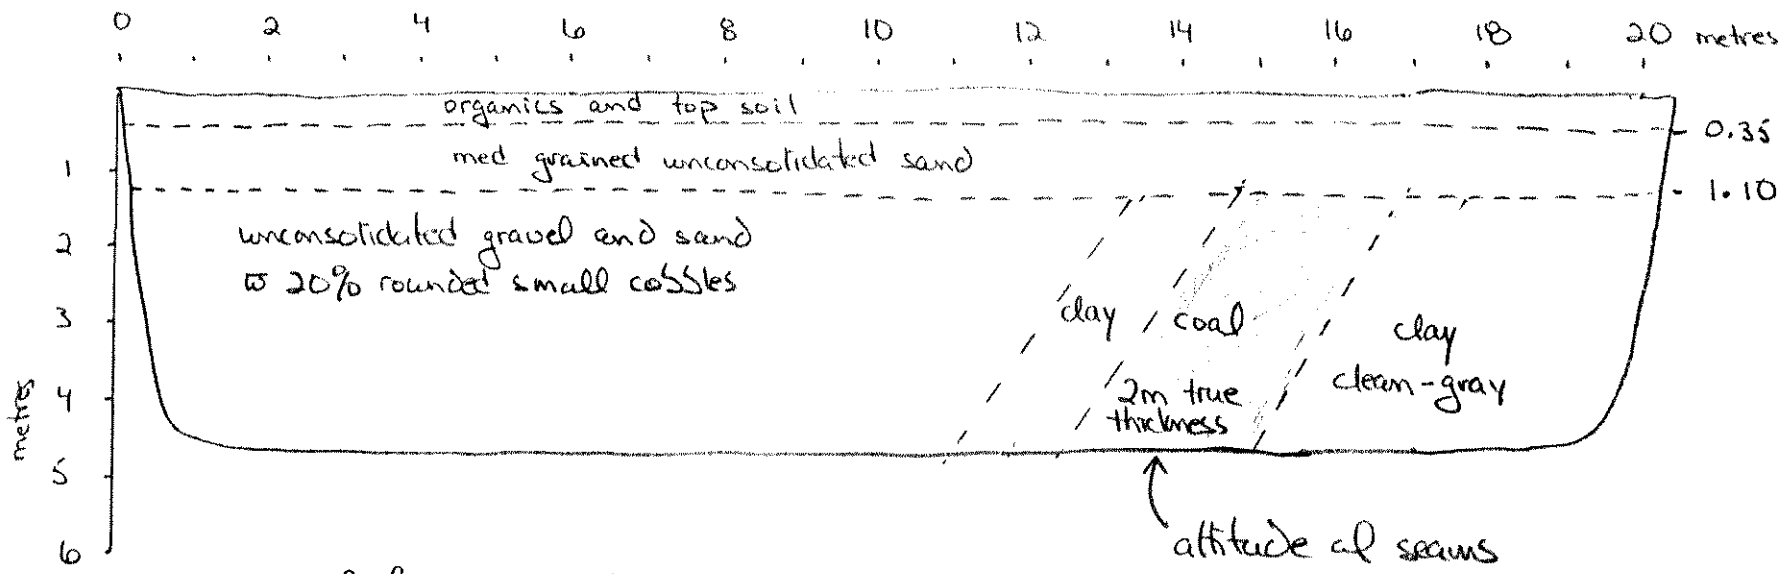 0 2 4 6 8 10 12 14 16 18 20 metres
organics and top soil
0.35
med grained unconsolidated sand
1
1.10
unconsolidated gravel and sand
2
w 20% rounded small cobbles
3
clay coal clay
clean-gray
4
2m true
thickness
metres
5
attitude of seams
6